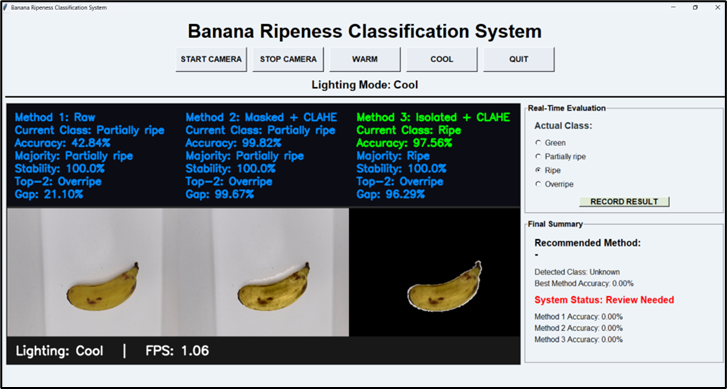 Banana Ripeness Classification System
Banana Ripeness Classification System
START CAMERA STOP CAMERA WARM COOL QUIT
Lighting Mode: Cool
Method 1: Raw
Current Class: Partially ripe
Accuracy: 42.84%
Majority: Partially ripe
Stability: 100.0%
Top-2: Overripe
Gap: 21.10%
Method 2: Masked + CLAHE
Current Class: Partially ripe
Accuracy: 99.82%
Majority: Partially ripe
Stability: 100.0%
Top-2: Overripe
Gap: 99.67%
Method 3: Isolated + CLAHE
Current Class: Ripe
Accuracy: 97.56%
Majority: Ripe
Stability: 100.0%
Top-2: Overripe
Gap: 96.29%
Lighting: Cool | FPS: 1.06
Real-Time Evaluation
Actual Class:
Green
Partially ripe
Ripe
Overripe
RECORD RESULT
Final Summary
Recommended Method:
-
Detected Class: Unknown
Best Method Accuracy: 0.00%
System Status: Review Needed
Method 1 Accuracy: 0.00%
Method 2 Accuracy: 0.00%
Method 3 Accuracy: 0.00%